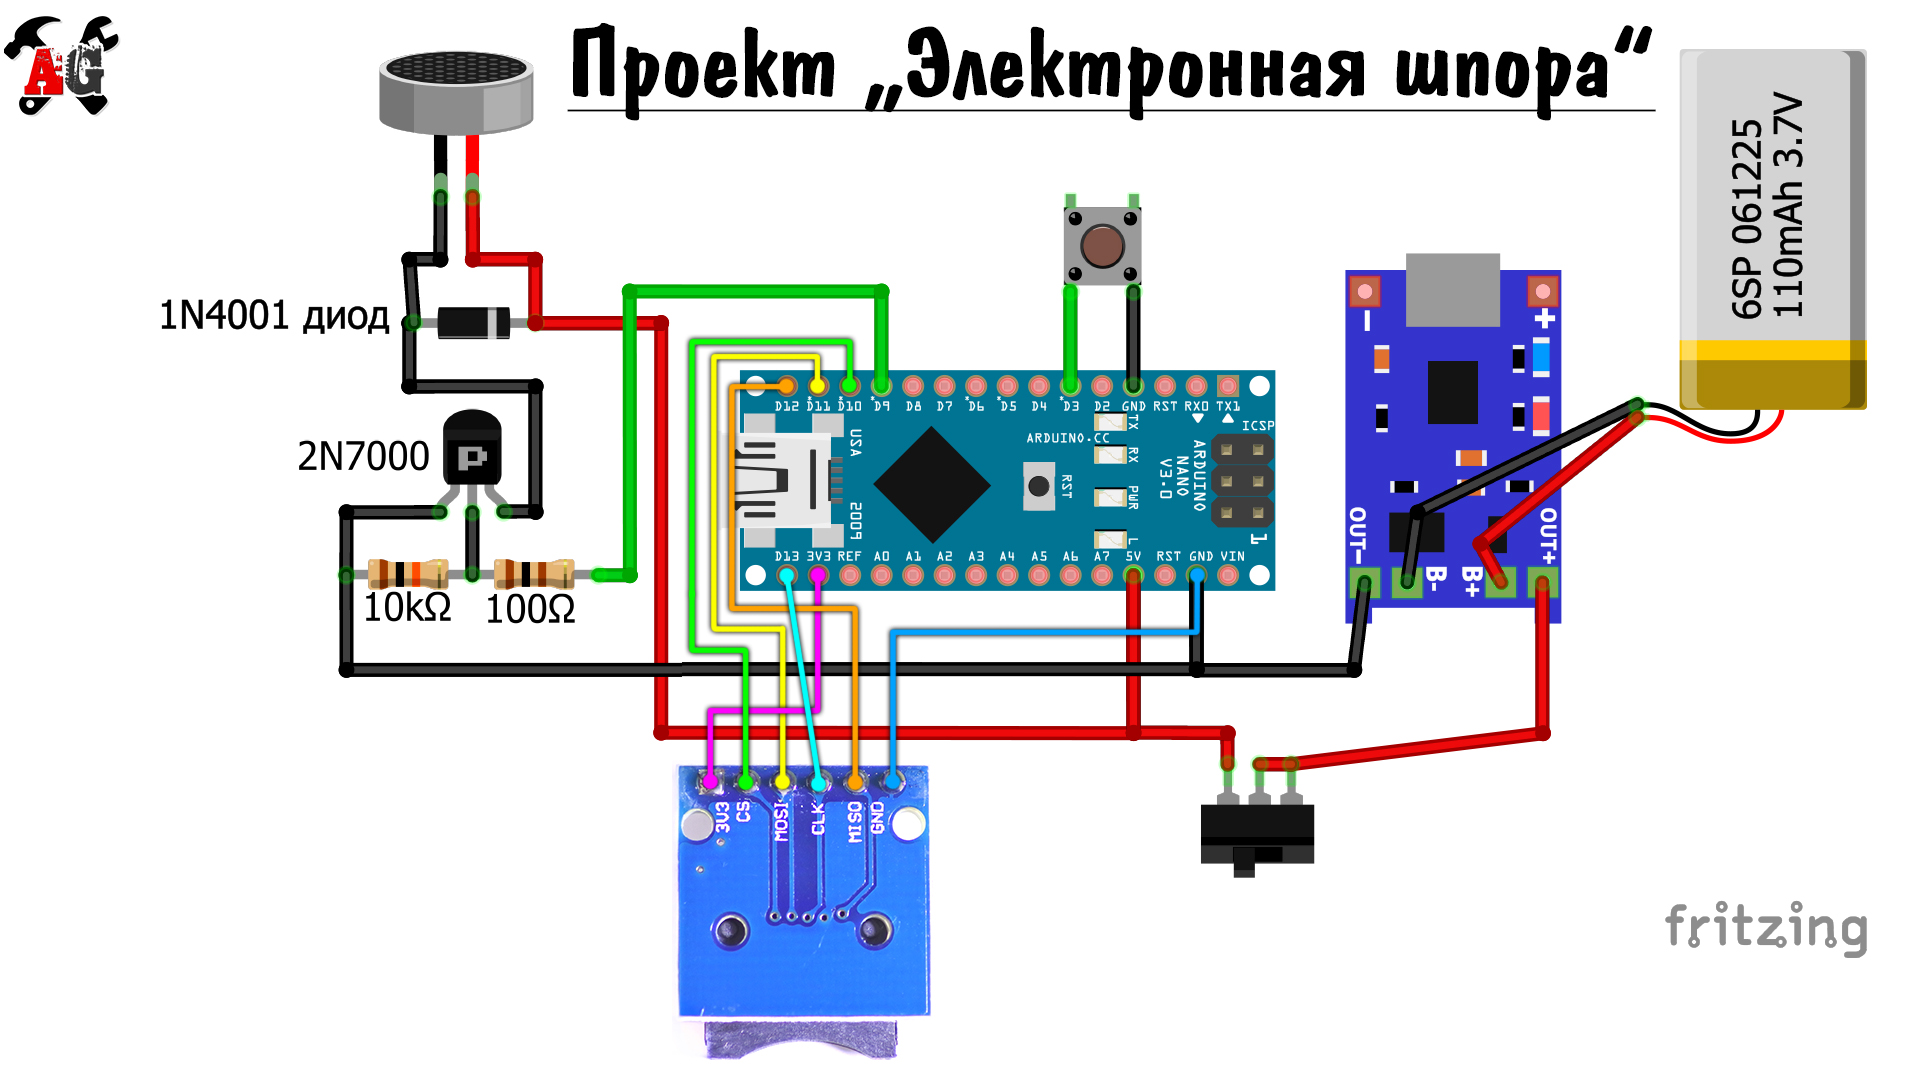 AG
Проект „Электронная шпора“
6SP 061225
110mAh 3.7V
1N4001 диод
2N7000
P
10kΩ
100Ω
D12 *D11 *D10 *D9 D8 D7 *D6 *D5 D4 *D3 D2 GND RST RX0 TX1
USA
5009
ARDUINO.CC
RST
TX
RX
PWR
L
ARDUINO
NANO
V3.0
ICSP
1
D13 3V3 REF A0 A1 A2 A3 A4 A5 A6 A7 5V RST GND VIN
- +
OUT- B- B+ OUT+
3V3 CS MOSI CLK MISO GND
fritzing